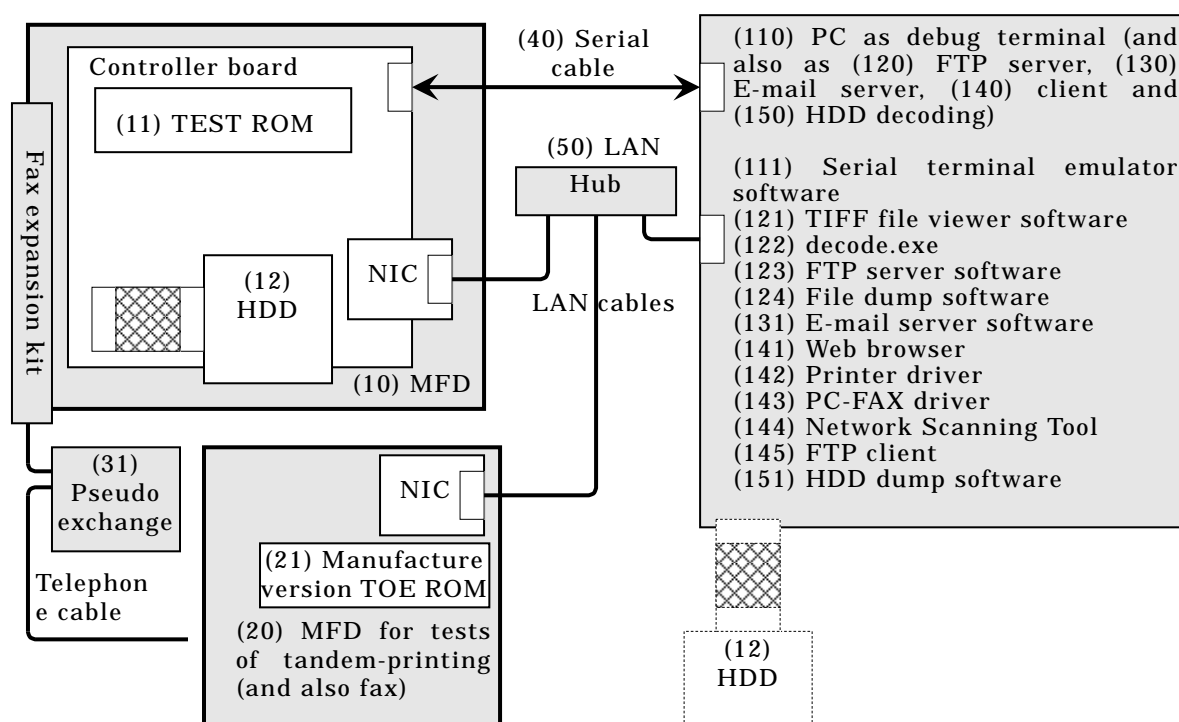 Controller board
(11) TEST ROM
Fax expansion kit
(12)
HDD
NIC
(10) MFD
(40) Serial
cable
(50) LAN
Hub
LAN cables
(110) PC as debug terminal (and
also as (120) FTP server, (130)
E-mail server, (140) client and
(150) HDD decoding)
(111) Serial terminal emulator
software
(121) TIFF file viewer software
(122) decode.exe
(123) FTP server software
(124) File dump software
(131) E-mail server software
(141) Web browser
(142) Printer driver
(143) PC-FAX driver
(144) Network Scanning Tool
(145) FTP client
(151) HDD dump software
(31)
Pseudo
exchange
Telephon
e cable
NIC
(21) Manufacture
version TOE ROM
(20) MFD for tests
of tandem-printing
(and also fax)
(12)
HDD